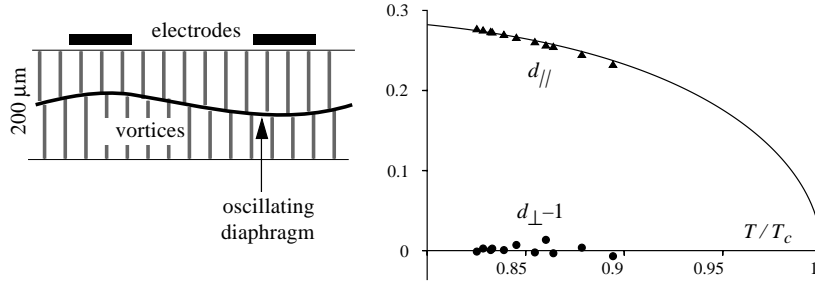 electrodes
200 μm
vortices
oscillating
diaphragm
0.3
0.2
0.1
0
d//
d⊥–1
T / Tc
0.85
0.9
0.95
1